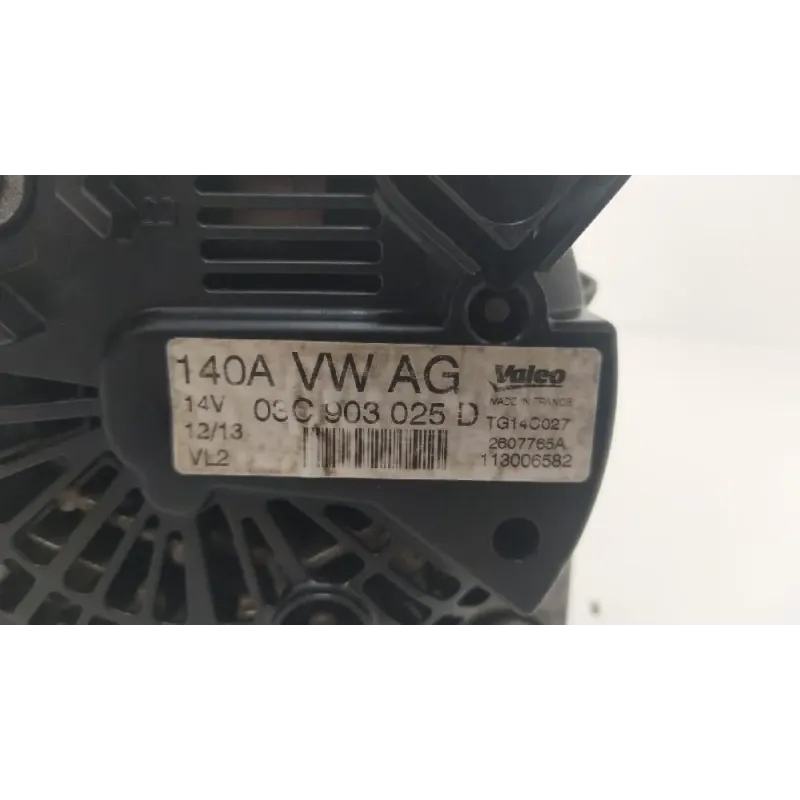 140A VW AG
Valeo
MADE IN FRANCE
14V 03C 903 025 D
TG14C027
12/13
2607765A
VL2
113006582